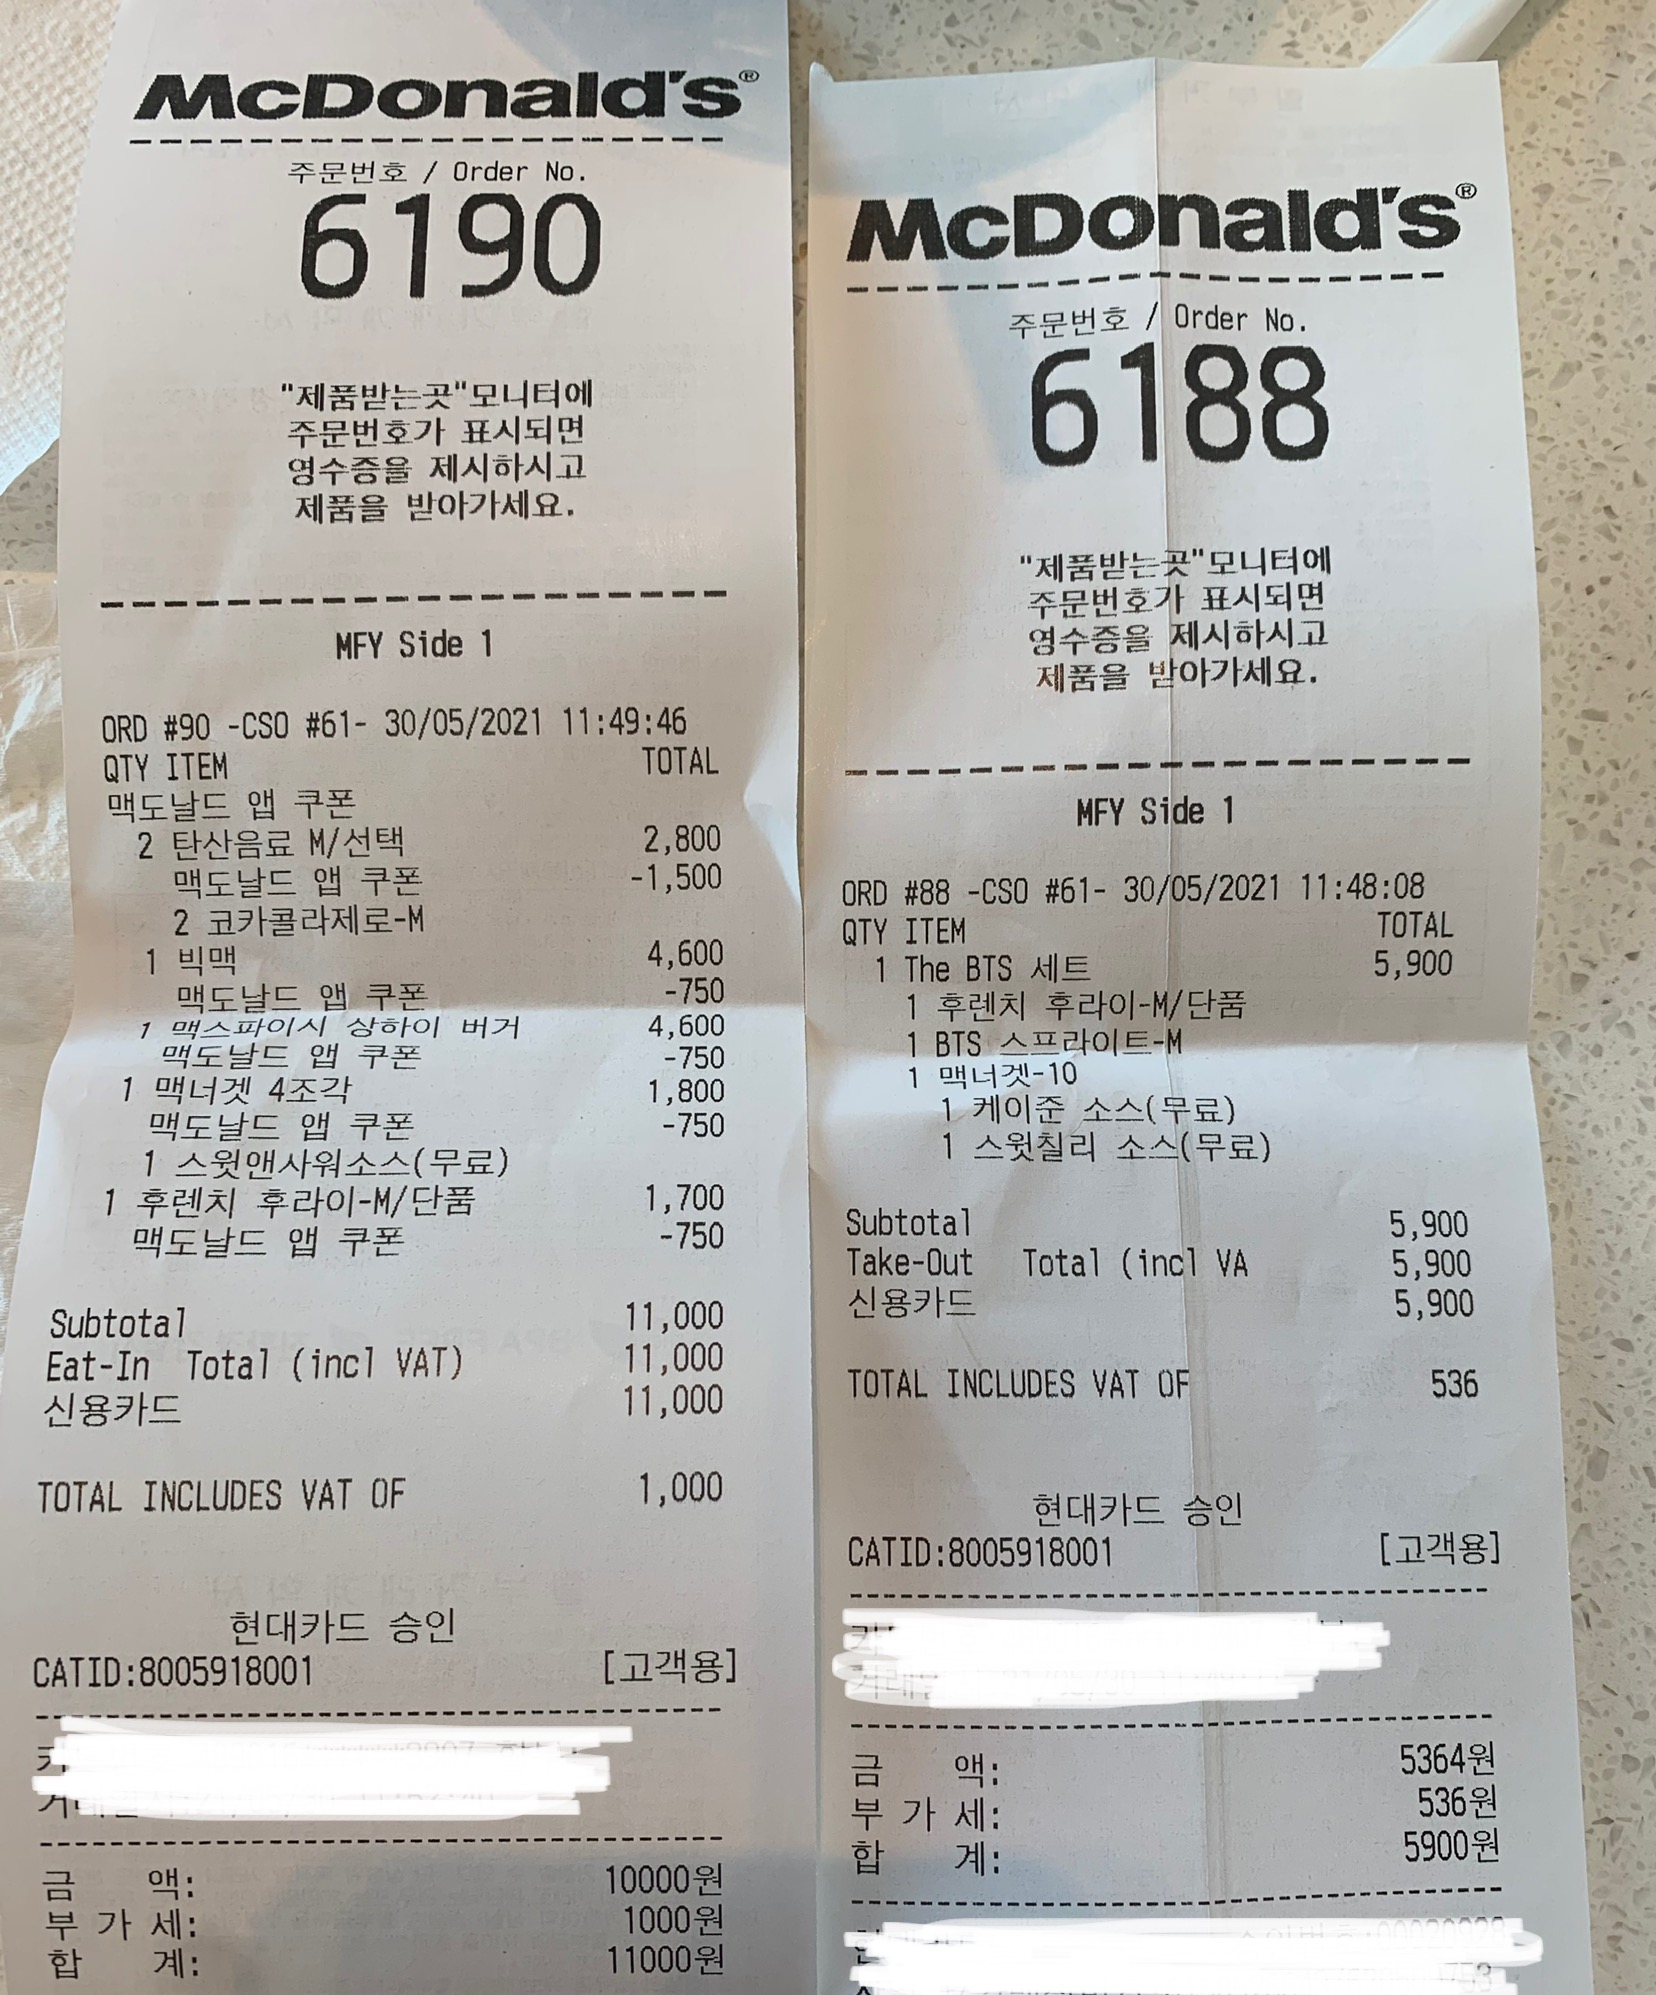 McDonald's®
주문번호 / Order No.
6190
"제품받는곳"모니터에
주문번호가 표시되면
영수증을 제시하시고
제품을 받아가세요.
MFY Side 1
ORD #90 -CSO #61- 30/05/2021 11:49:46
QTY ITEM TOTAL
맥도날드 앱 쿠폰
2 탄산음료 M/선택 2,800
맥도날드 앱 쿠폰 -1,500
2 코카콜라제로-M
1 빅맥 4,600
맥도날드 앱 쿠폰 -750
1 맥스파이시 상하이 버거 4,600
맥도날드 앱 쿠폰 -750
1 맥너겟 4조각 1,800
맥도날드 앱 쿠폰 -750
1 스윗앤사워소스(무료)
1 후렌치 후라이-M/단품 1,700
맥도날드 앱 쿠폰 -750
Subtotal 11,000
Eat-In Total (incl VAT) 11,000
신용카드 11,000
TOTAL INCLUDES VAT OF 1,000
현대카드 승인
CATID:8005918001 [고객용]
금 액: 10000원
부 가 세: 1000원
합 계: 11000원
McDonald's®
주문번호 / Order No.
6188
"제품받는곳"모니터에
주문번호가 표시되면
영수증을 제시하시고
제품을 받아가세요.
MFY Side 1
ORD #88 -CSO #61- 30/05/2021 11:48:08
QTY ITEM TOTAL
1 The BTS 세트 5,900
1 후렌치 후라이-M/단품
1 BTS 스프라이트-M
1 맥너겟-10
1 케이준 소스(무료)
1 스윗칠리 소스(무료)
Subtotal 5,900
Take-Out Total (incl VA 5,900
신용카드 5,900
TOTAL INCLUDES VAT OF 536
현대카드 승인
CATID:8005918001 [고객용]
금 액: 5364원
부 가 세: 536원
합 계: 5900원